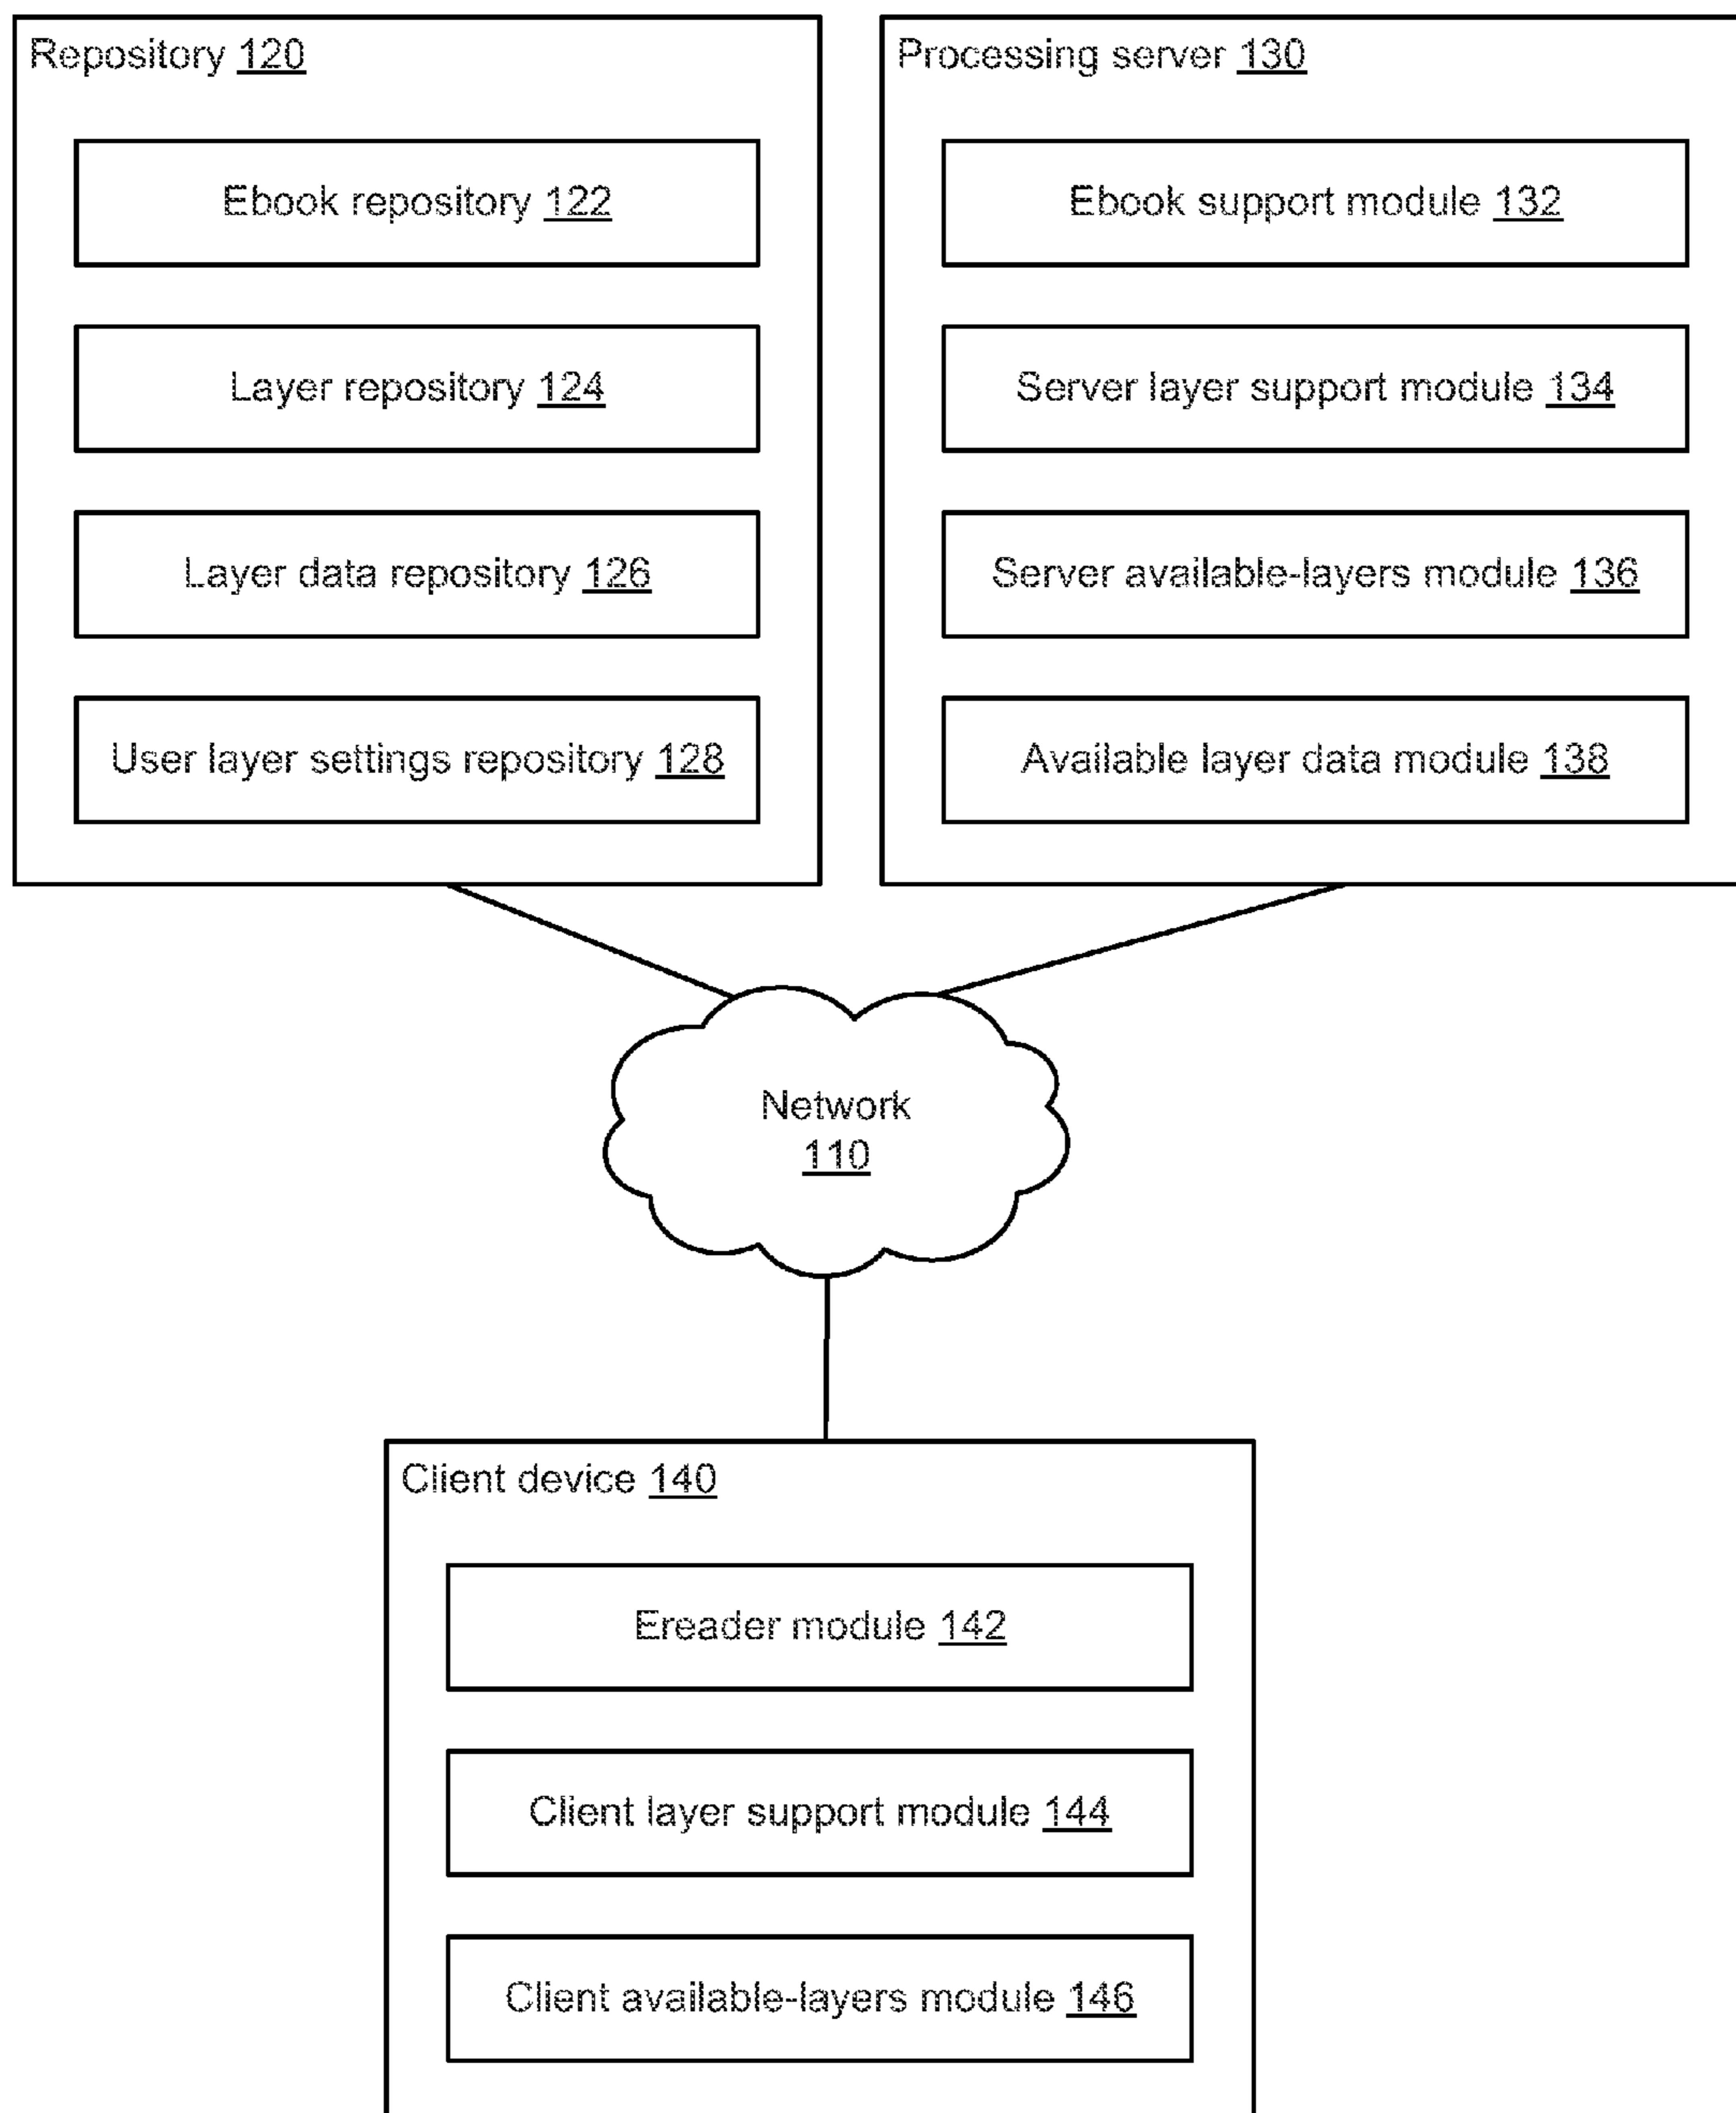 Repository 120
Ebook repository 122
Layer repository 124
Layer data repository 126
User layer settings repository 128
Processing server 130
Ebook support module 132
Server layer support module 134
Server available-layers module 136
Available layer data module 138
Network
110
Client device 140
Ereader module 142
Client layer support module 144
Client available-layers module 146